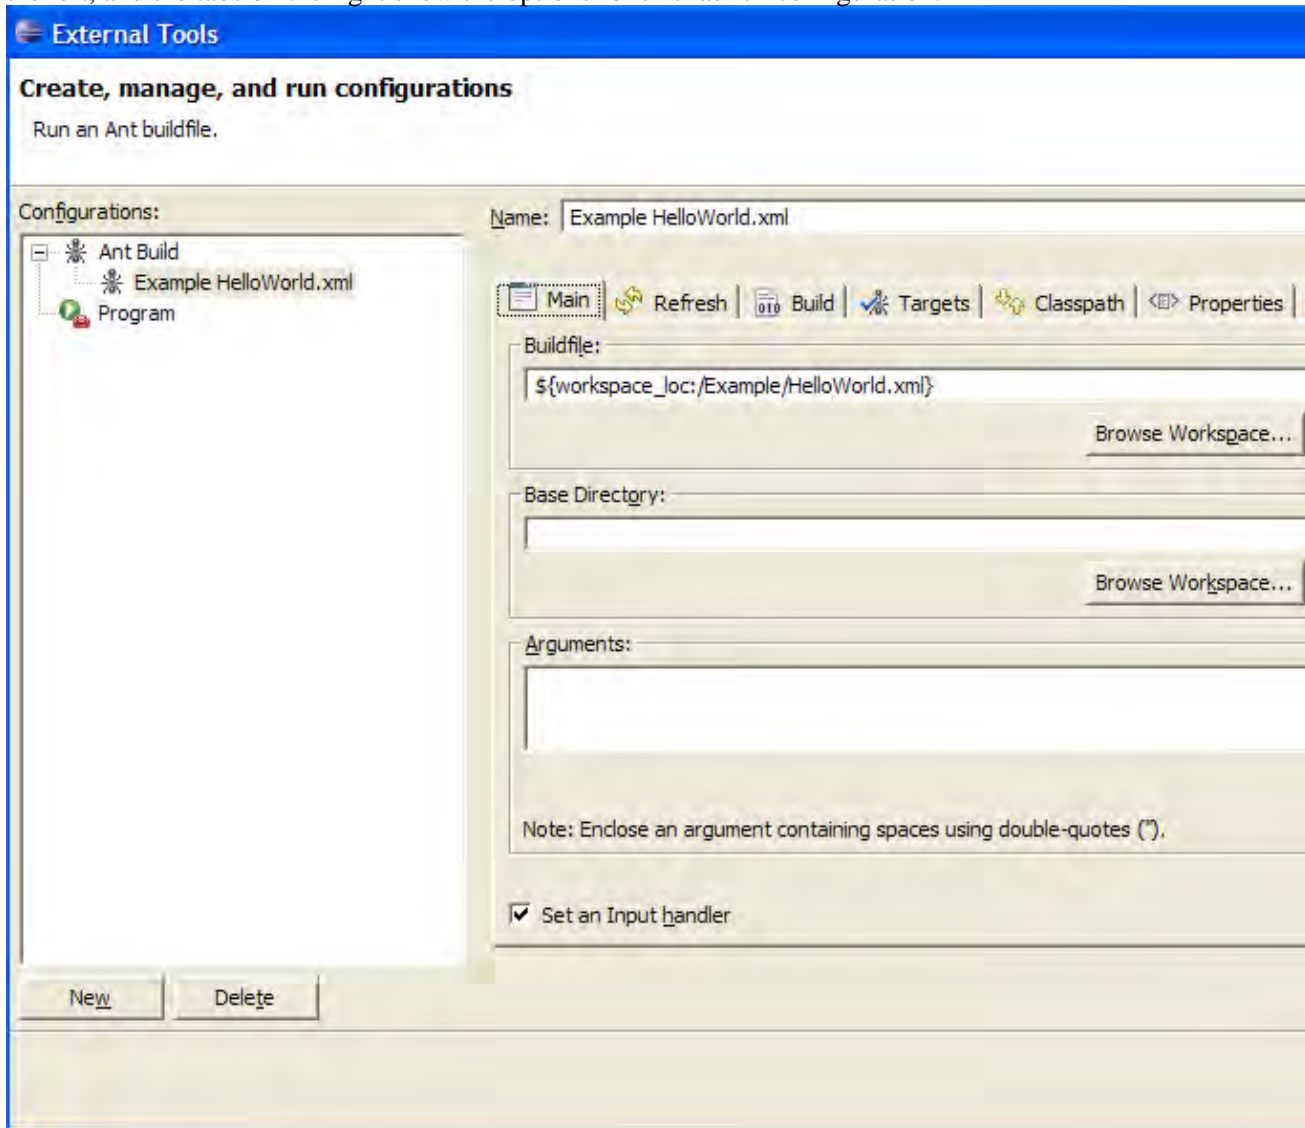 External Tools
Create, manage, and run configurations
Run an Ant buildfile.
Configurations:
Ant Build
Example HelloWorld.xml
Program
New
Delete
Name: Example HelloWorld.xml
Main
Refresh
Build
Targets
Classpath
Properties
Buildfile:
${workspace_loc:/Example/HelloWorld.xml}
Browse Workspace...
Base Directory:
Browse Workspace...
Arguments:
Note: Enclose an argument containing spaces using double-quotes (").
Set an Input handler